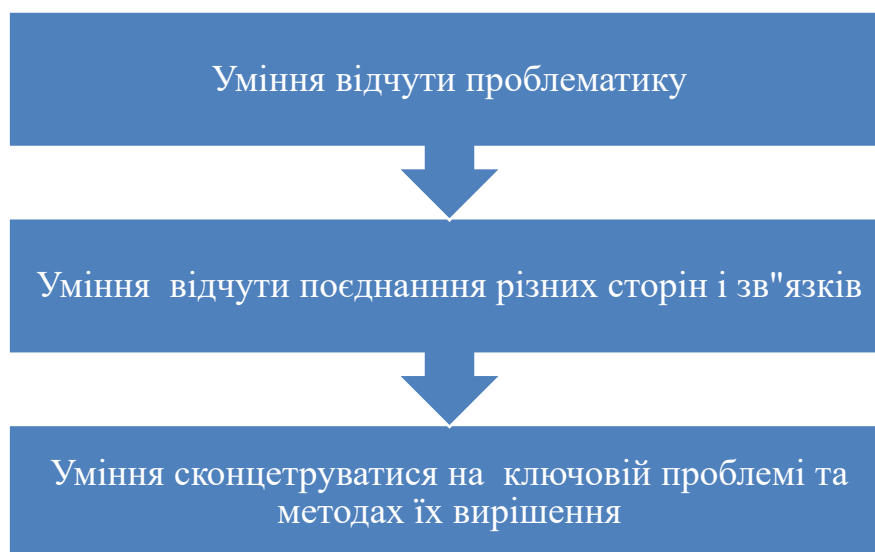 Уміння відчути проблематику
Уміння  відчути поєднанння різних сторін і зв"язків
Уміння сконцетруватися на  ключовій проблемі та
методах їх вирішення